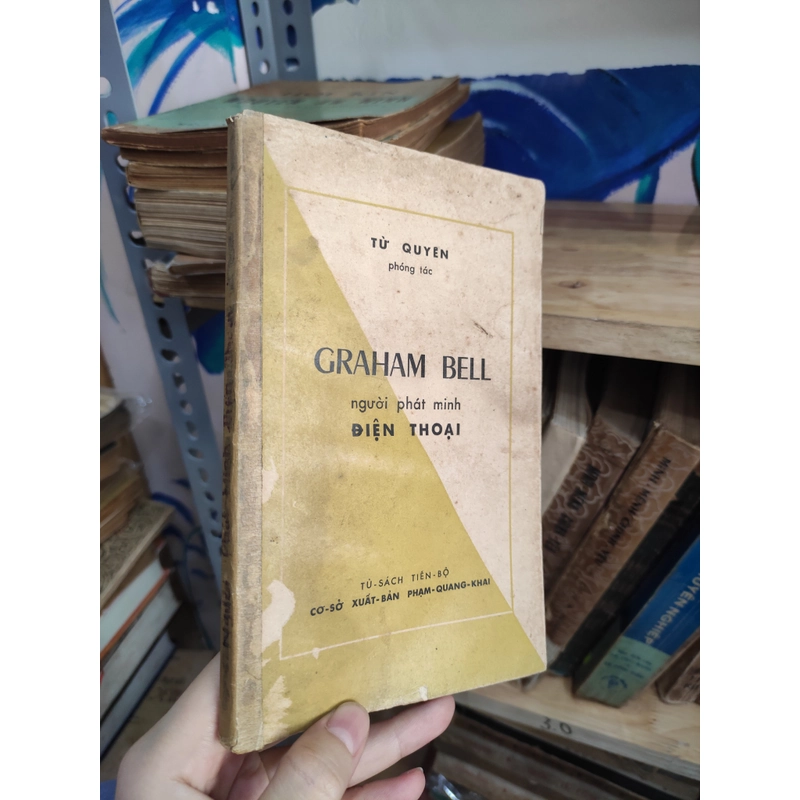 TỪ QUYÊN
phóng tác
GRAHAM BELL
người phát minh
ĐIỆN THOẠI
TỦ-SÁCH TIẾN-BỘ
CƠ-SỞ XUẤT-BẢN PHẠM-QUANG-KHAI
30